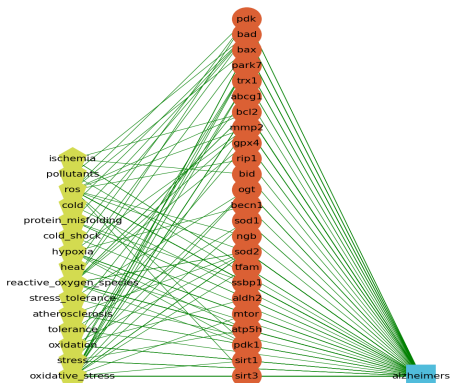 pdk
bad
bax
park7
trx1
abcg1
bcl2
mmp2
gpx4
rip1
bid
ogt
becn1
sod1
ngb
sod2
tfam
ssbp1
aldh2
mtor
atp5h
pdk1
sirt1
sirt3
ischemia
pollutants
ros
cold
protein_misfolding
cold_shock
hypoxia
heat
reactive_oxygen_species
stress_tolerance
atherosclerosis
tolerance
oxidation
stress
oxidative_stress
alzheimers